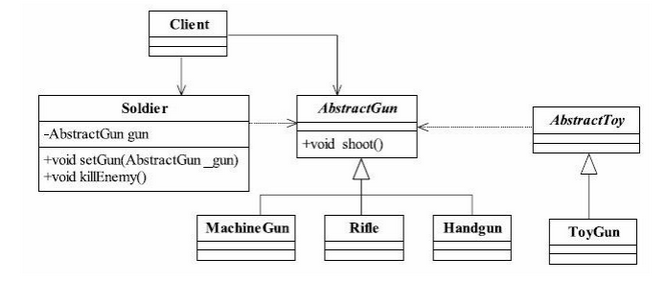 Client
Soldier
-AbstractGun gun
+void setGun(AbstractGun _gun)
+void killEnemy()
AbstractGun
+void shoot()
AbstractToy
MachineGun
Rifle
Handgun
ToyGun